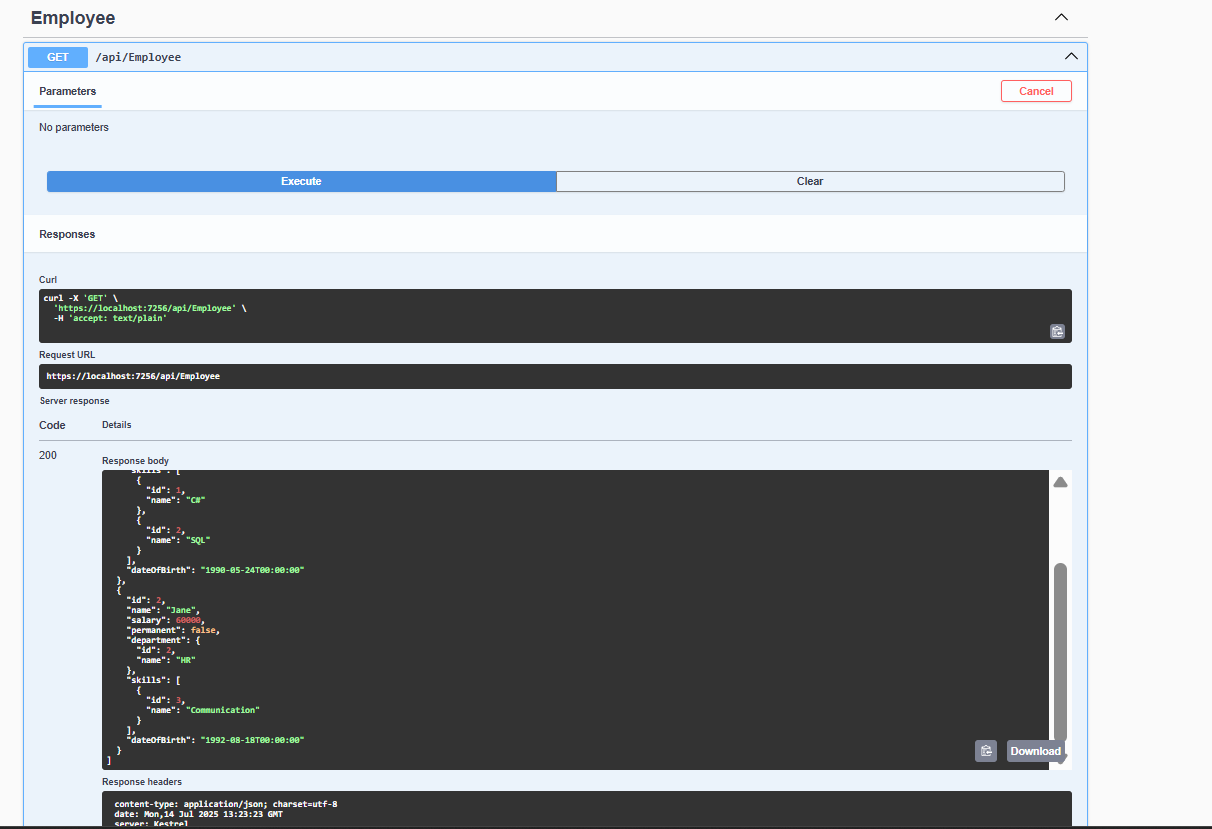 Employee
GET /api/Employee
Parameters
Cancel
No parameters
Execute
Clear
Responses
Curl
curl -X 'GET' \
  'https://localhost:7256/api/Employee' \
  -H 'accept: text/plain'
Request URL
https://localhost:7256/api/Employee
Server response
Code Details
200
Response body
    "skills": [
      {
        "id": 1,
        "name": "C#"
      },
      {
        "id": 2,
        "name": "SQL"
      }
    ],
    "dateOfBirth": "1990-05-24T00:00:00"
  },
  {
    "id": 2,
    "name": "Jane",
    "salary": 60000,
    "permanent": false,
    "department": {
      "id": 2,
      "name": "HR"
    },
    "skills": [
      {
        "id": 3,
        "name": "Communication"
      }
    ],
    "dateOfBirth": "1992-08-18T00:00:00"
  }
]
Download
Response headers
content-type: application/json; charset=utf-8
date: Mon,14 Jul 2025 13:23:23 GMT
server: Kestrel